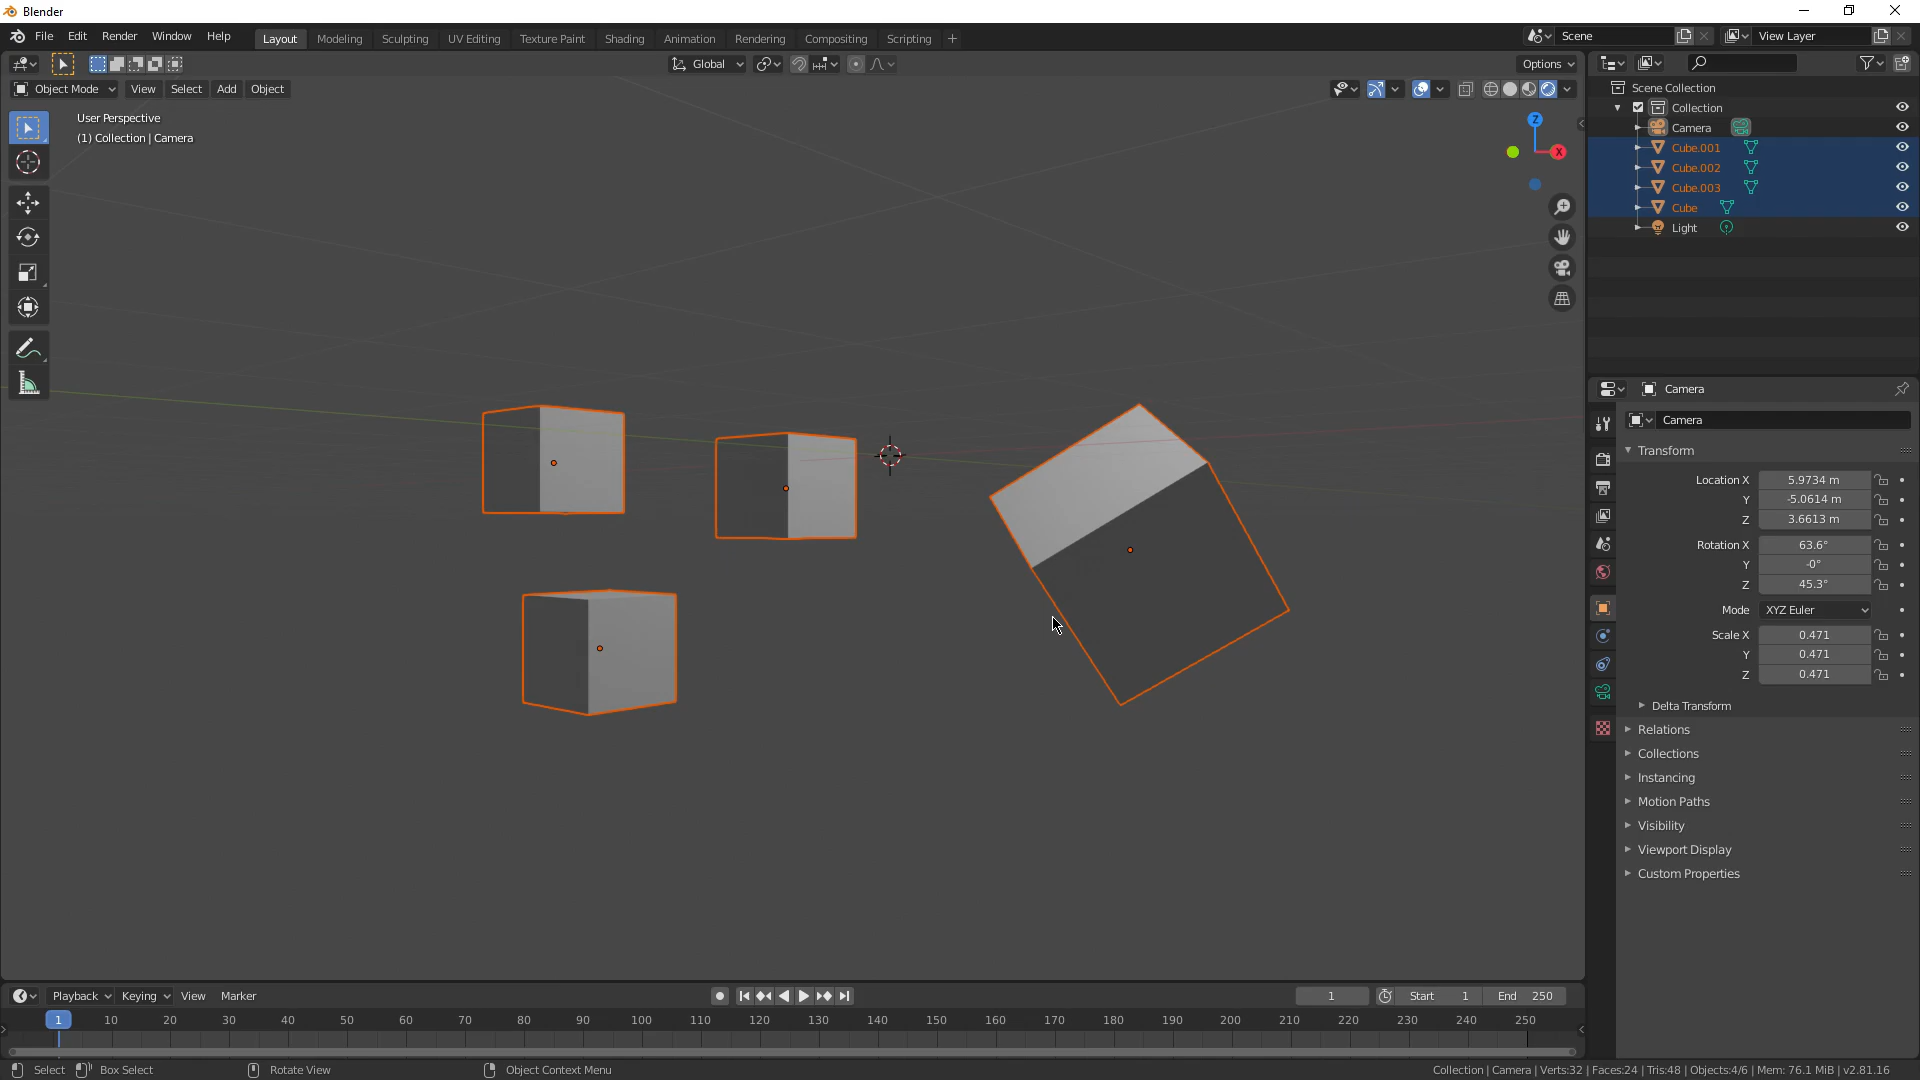 Blender
File Edit Render Window Help Layout Modeling Sculpting UV Editing Texture Paint Shading Animation Rendering Compositing Scripting + Scene View Layer
Global Options
Object Mode View Select Add Object
User Perspective
(1) Collection | Camera
Z
X
Scene Collection
Collection
Camera
Cube.001
Cube.002
Cube.003
Cube
Light
Camera
Camera
Transform
Location X 5.9734 m
Y -5.0614 m
Z 3.6613 m
Rotation X 63.6°
Y -0°
Z 45.3°
Mode XYZ Euler
Scale X 0.471
Y 0.471
Z 0.471
Delta Transform
Relations
Collections
Instancing
Motion Paths
Visibility
Viewport Display
Custom Properties
Playback Keying View Marker 1 Start 1 End 250
1 10 20 30 40 50 60 70 80 90 100 110 120 130 140 150 160 170 180 190 200 210 220 230 240 250
Select Box Select Rotate View Object Context Menu Collection | Camera | Verts:32 | Faces:24 | Tris:48 | Objects:4/6 | Mem: 76.1 MiB | v2.81.16